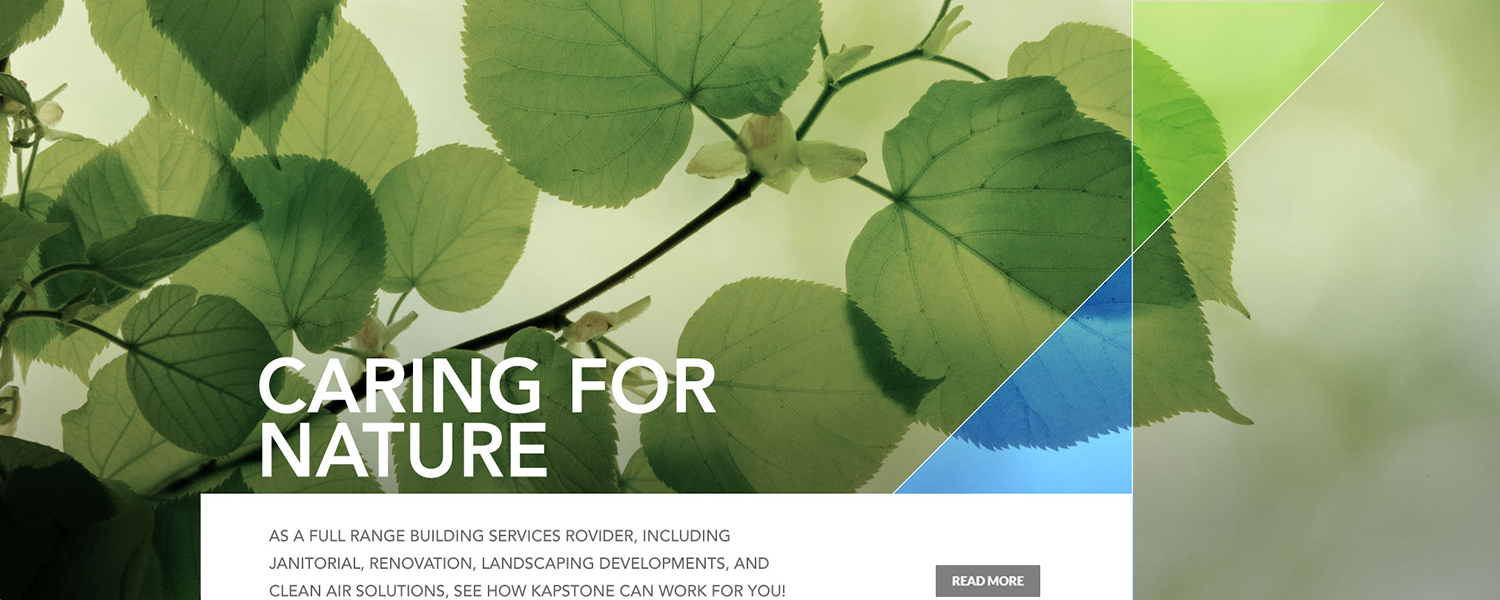 CARING FOR
NATURE
AS A FULL RANGE BUILDING SERVICES ROVIDER, INCLUDING
JANITORIAL, RENOVATION, LANDSCAPING DEVELOPMENTS, AND
CLEAN AIR SOLUTIONS, SEE HOW KAPSTONE CAN WORK FOR YOU!
READ MORE